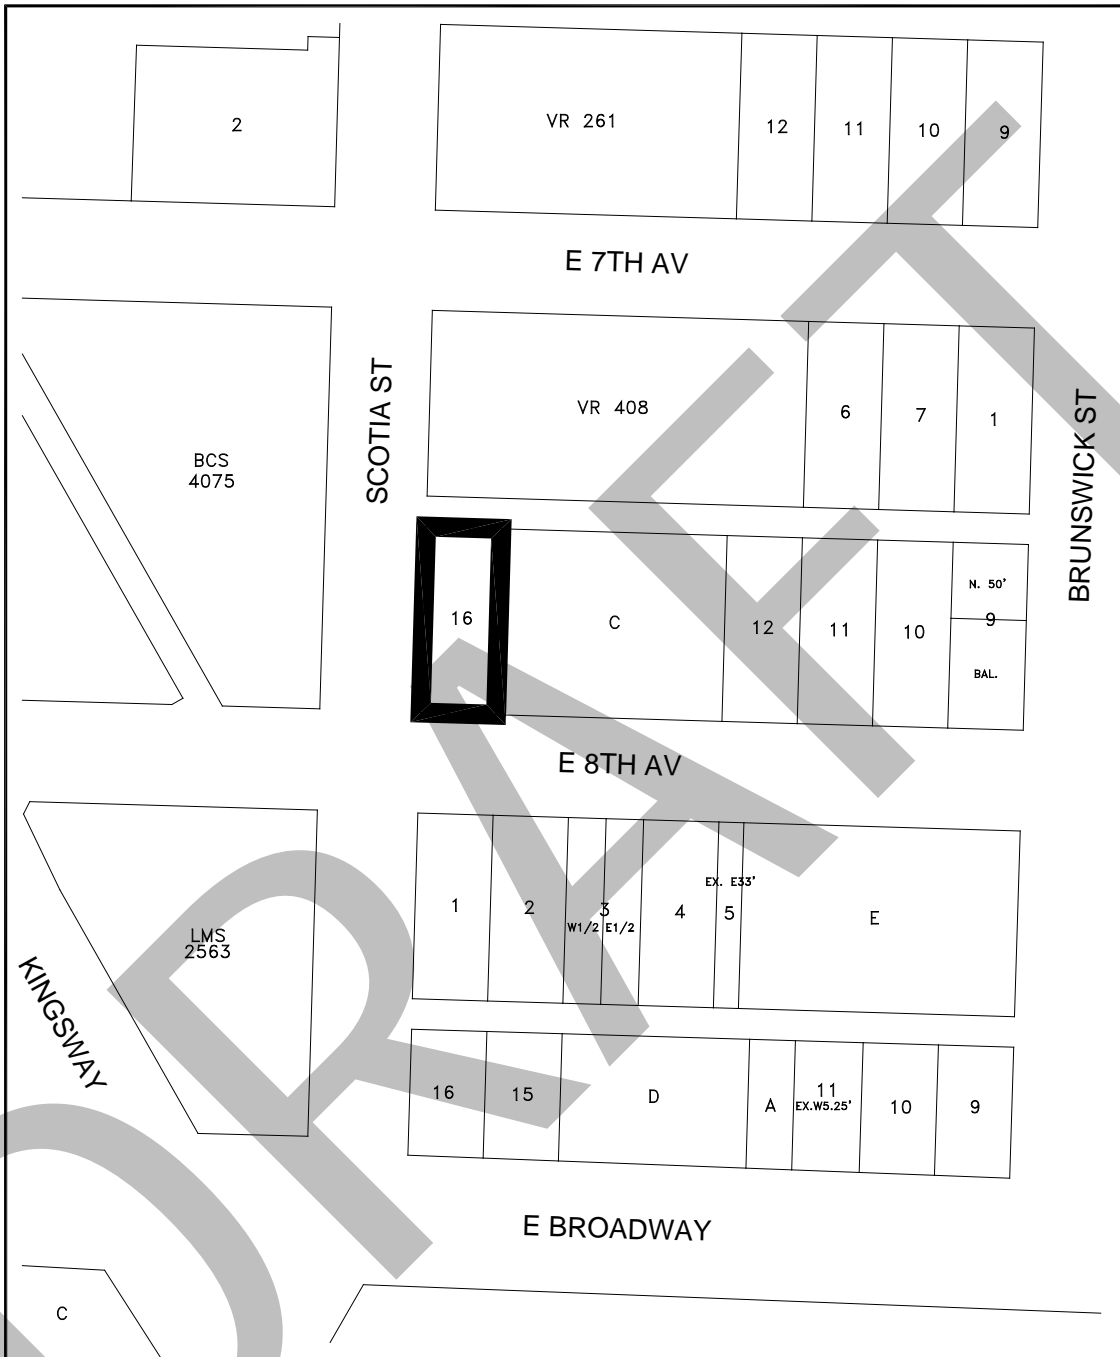 2
VR 261
12
11
10
9
E 7TH AV
SCOTIA ST
BRUNSWICK ST
VR 408
6
7
1
BCS
4075
16
C
12
11
10
N. 50'
9
BAL.
E 8TH AV
1
2
3
W1/2 E1/2
4
EX. E33'
5
E
LMS
2563
KINGSWAY
16
15
D
A
11
EX.W5.25'
10
9
E BROADWAY
C
DRAFT